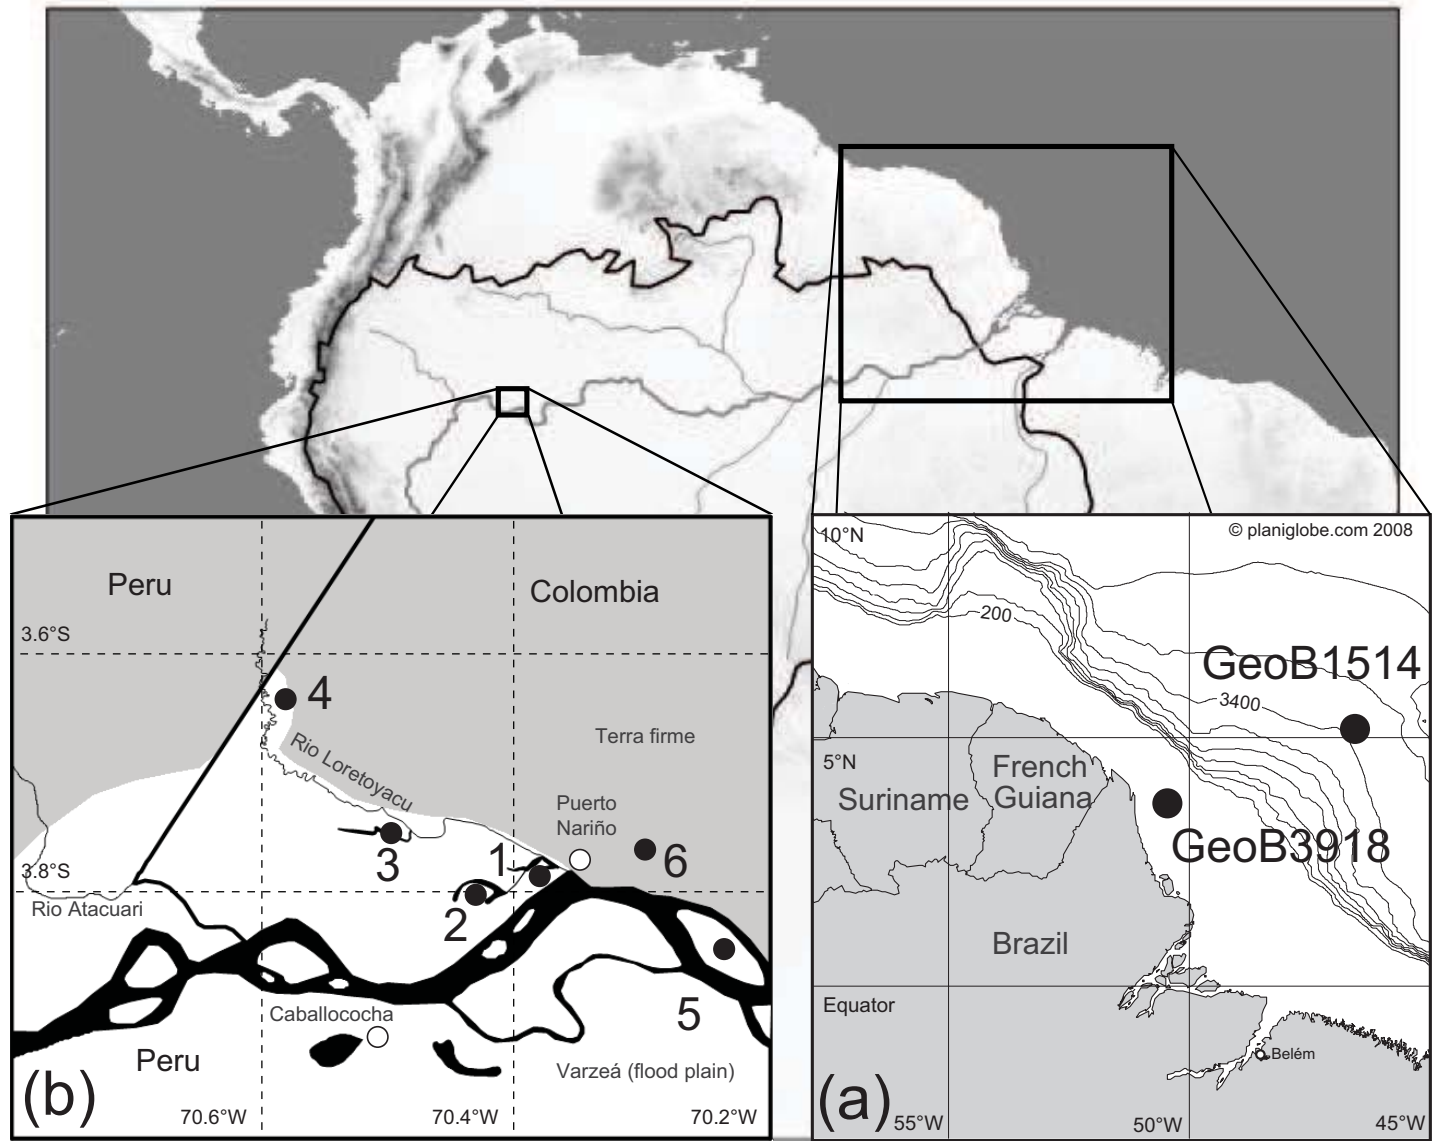 Peru
Colombia
3.6°S
4
Rio Loretoyacu
Terra firme
Puerto
Nariño
3
1
6
3.8°S
2
Rio Atacuari
5
Caballococha
Peru
Varzeá (flood plain)
(b)
70.6°W
70.4°W
70.2°W
10°N
© planiglobe.com 2008
200
GeoB1514
3400
5°N
French
Guiana
Suriname
GeoB3918
Brazil
Equator
Belém
(a)
55°W
50°W
45°W